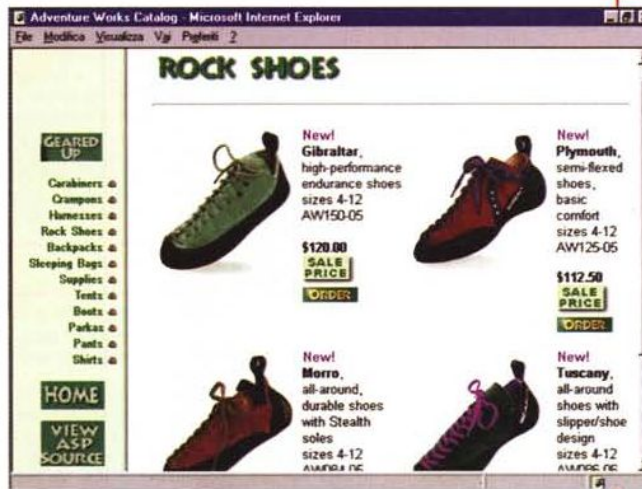 Adventure Works Catalog - Microsoft Internet Explorer
File Modifica Visualizza Vai Preferiti ?
ROCK SHOES
GEARED
UP
Carabiners
Crampons
Harnesses
Rock Shoes
Backpacks
Sleeping Bags
Supplies
Tents
Boots
Parkas
Pants
Shirts
HOME
VIEW
ASP
SOURCE
New!
Gibraltar,
high-performance
endurance shoes
sizes 4-12
AW150-05
$120.00
SALE
PRICE
ORDER
New!
Plymouth,
semi-flexed
shoes,
basic
comfort
sizes 4-12
AW125-05
$112.50
SALE
PRICE
ORDER
New!
Morro,
all-around,
durable shoes
with Stealth
soles
sizes 4-12
AW084-05
New!
Tuscany,
all-around
shoes with
slipper/shoe
design
sizes 4-12
AW086-05